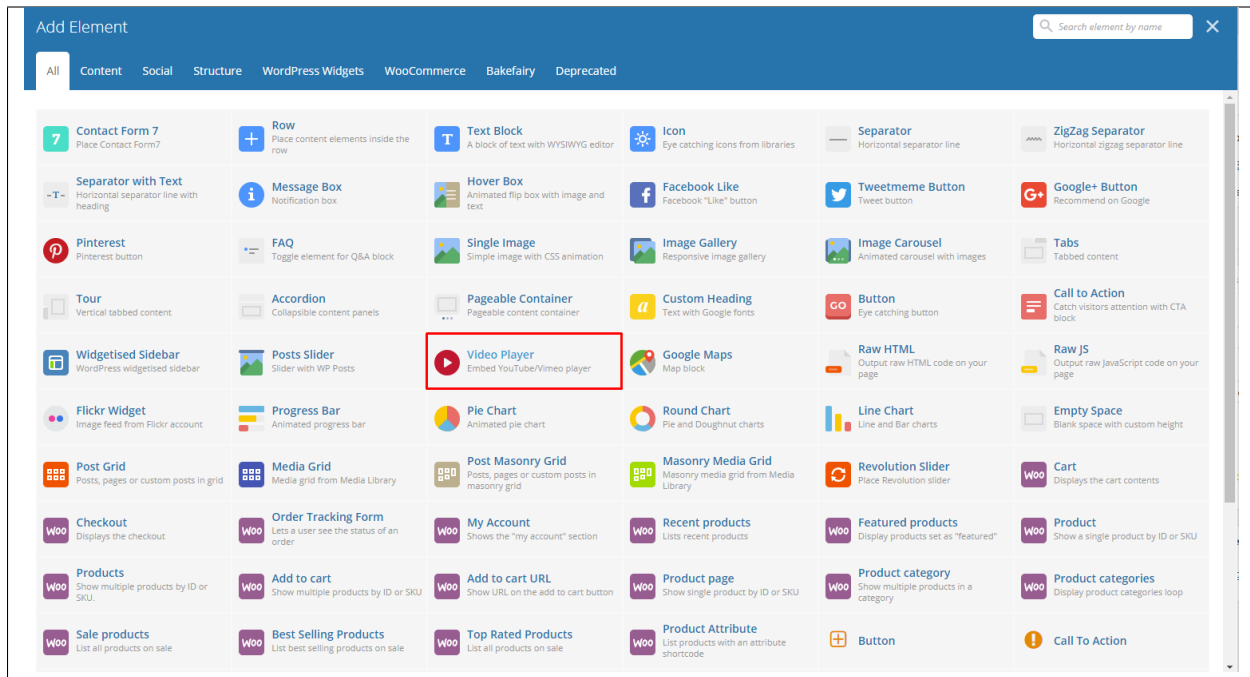 Add Element
Search element by name
All Content Social Structure WordPress Widgets WooCommerce Bakefairy Deprecated
7
Contact Form 7
Place Contact Form7
Row
Place content elements inside the
row
T
Text Block
A block of text with WYSIWYG editor
Icon
Eye catching icons from libraries
Separator
Horizontal separator line
ZigZag Separator
Horizontal zigzag separator line
-T-
Separator with Text
Horizontal separator line with
heading
i
Message Box
Notification box
Hover Box
Animated flip box with image and
text
f
Facebook Like
Facebook "Like" button
Tweetmeme Button
Tweet button
G+
Google+ Button
Recommend on Google
Pinterest
Pinterest button
FAQ
Toggle element for Q&A block
Single Image
Simple image with CSS animation
Image Gallery
Responsive image gallery
Image Carousel
Animated carousel with images
Tabs
Tabbed content
Tour
Vertical tabbed content
Accordion
Collapsible content panels
Pageable Container
Pageable content container
a
Custom Heading
Text with Google fonts
GO
Button
Eye catching button
Call to Action
Catch visitors attention with CTA
block
Widgetised Sidebar
WordPress widgetised sidebar
Posts Slider
Slider with WP Posts
Video Player
Embed YouTube/Vimeo player
Google Maps
Map block
Raw HTML
Output raw HTML code on your
page
Raw JS
Output raw JavaScript code on your
page
Flickr Widget
Image feed from Flickr account
Progress Bar
Animated progress bar
Pie Chart
Animated pie chart
Round Chart
Pie and Doughnut charts
Line Chart
Line and Bar charts
Empty Space
Blank space with custom height
Post Grid
Posts, pages or custom posts in grid
Media Grid
Media grid from Media Library
Post Masonry Grid
Posts, pages or custom posts in
masonry grid
Masonry Media Grid
Masonry media grid from Media
Library
Revolution Slider
Place Revolution slider
Woo
Cart
Displays the cart contents
Woo
Checkout
Displays the checkout
Woo
Order Tracking Form
Lets a user see the status of an
order
Woo
My Account
Shows the "my account" section
Woo
Recent products
Lists recent products
Woo
Featured products
Display products set as "featured"
Woo
Product
Show a single product by ID or SKU
Woo
Products
Show multiple products by ID or
SKU.
Woo
Add to cart
Show multiple products by ID or SKU
Woo
Add to cart URL
Show URL on the add to cart button
Woo
Product page
Show single product by ID or SKU
Woo
Product category
Show multiple products in a
category
Woo
Product categories
Display product categories loop
Woo
Sale products
List all products on sale
Woo
Best Selling Products
List best selling products on sale
Woo
Top Rated Products
List all products on sale
Woo
Product Attribute
List products with an attribute
shortcode
Button
Call To Action